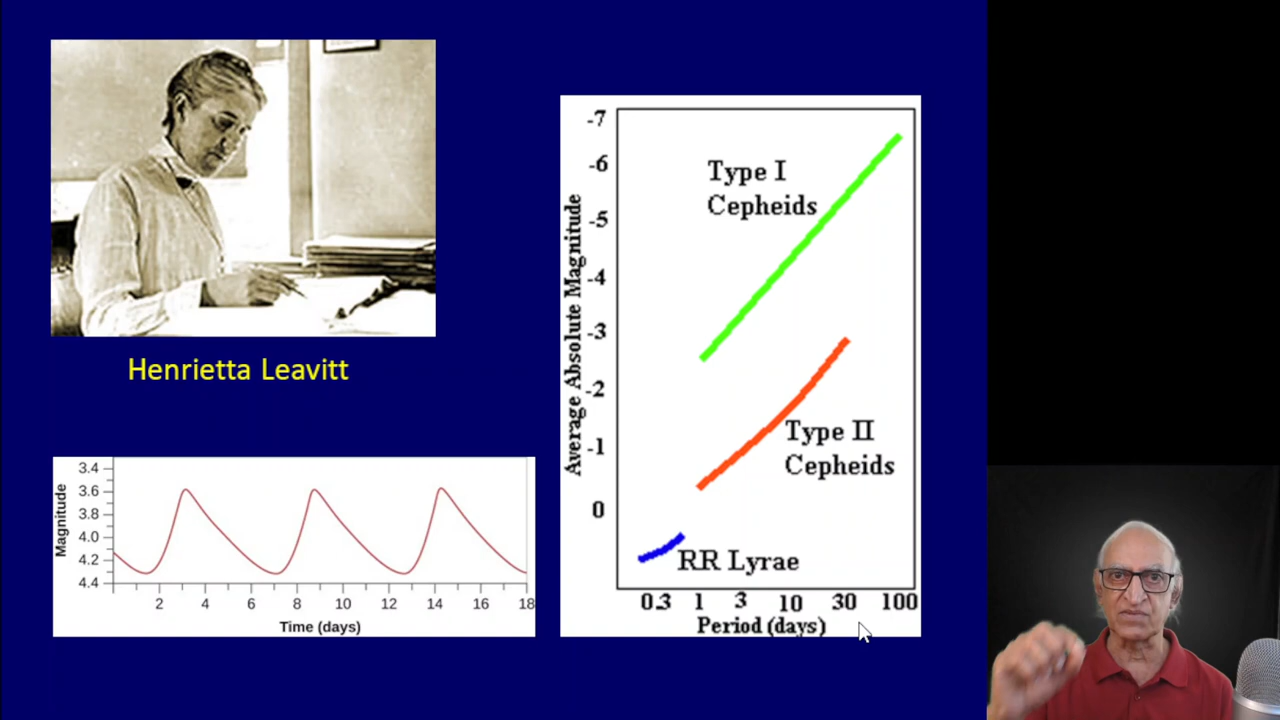 Henrietta Leavitt
3.4
3.6
3.8
4.0
4.2
4.4
Magnitude
2 4 6 8 10 12 14 16 18
Time (days)
-7
-6
-5
-4
-3
-2
-1
0
Average Absolute Magnitude
Type I
Cepheids
Type II
Cepheids
RR Lyrae
0.3 1 3 10 30 100
Period (days)